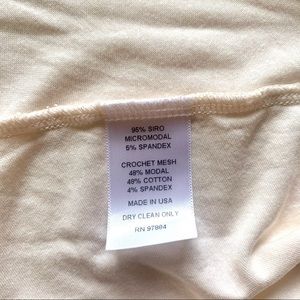 95% SIRO
MICROMODAL
5% SPANDEX
CROCHET MESH
48% MODAL
48% COTTON
4% SPANDEX
MADE IN USA
DRY CLEAN ONLY
RN 97804